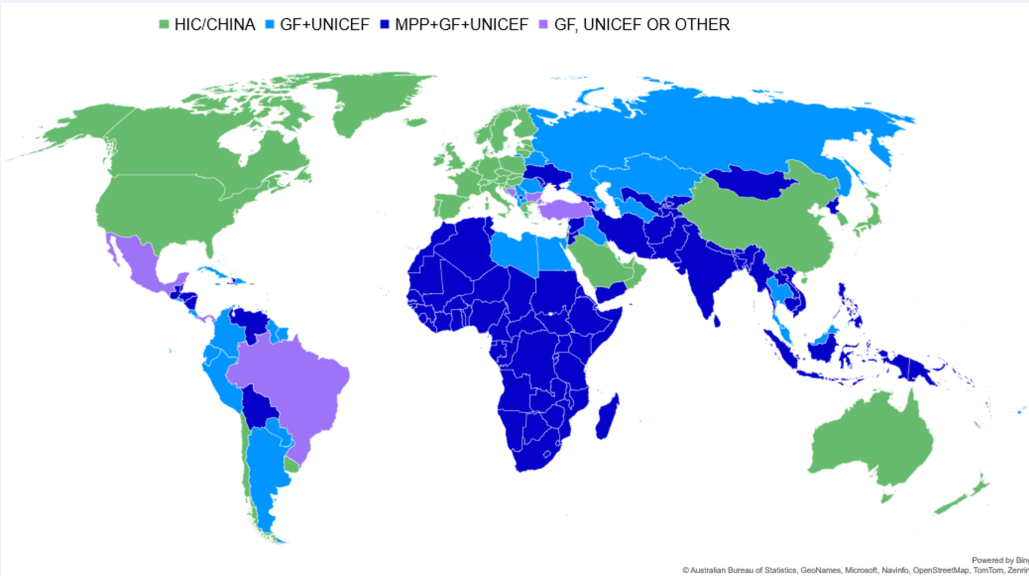 HIC/CHINA GF+UNICEF MPP+GF+UNICEF GF, UNICEF OR OTHER
Powered by Bing
© Australian Bureau of Statistics, GeoNames, Microsoft, Navinfo, OpenStreetMap, TomTom, Zenrin